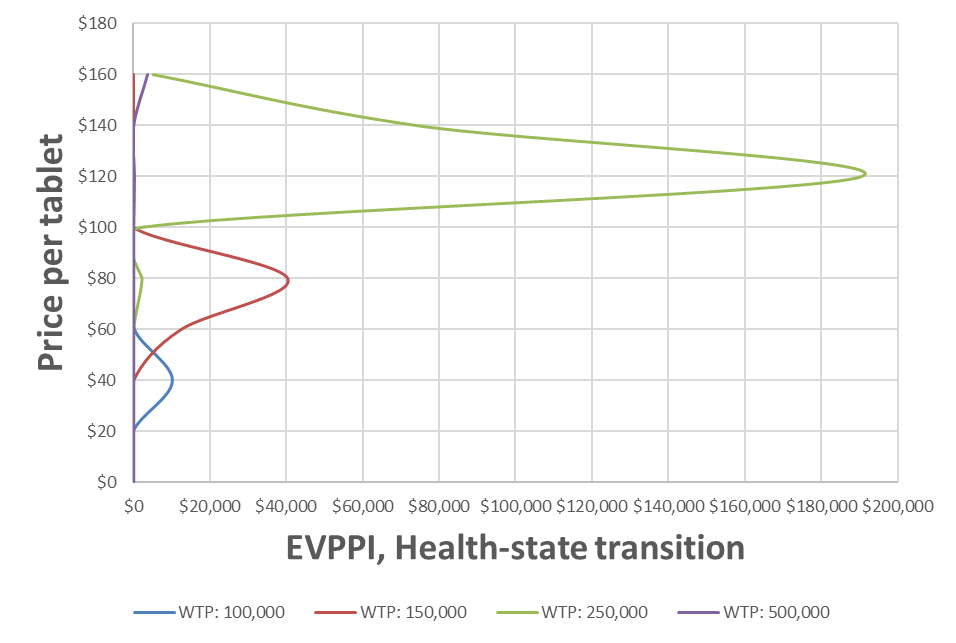 $180
$160
$140
$120
$100
$80
$60
$40
$20
$0
Price per tablet
$0 $20,000 $40,000 $60,000 $80,000 $100,000 $120,000 $140,000 $160,000 $180,000 $200,000
EVPPI, Health-state transition
WTP: 100,000 WTP: 150,000 WTP: 250,000 WTP: 500,000